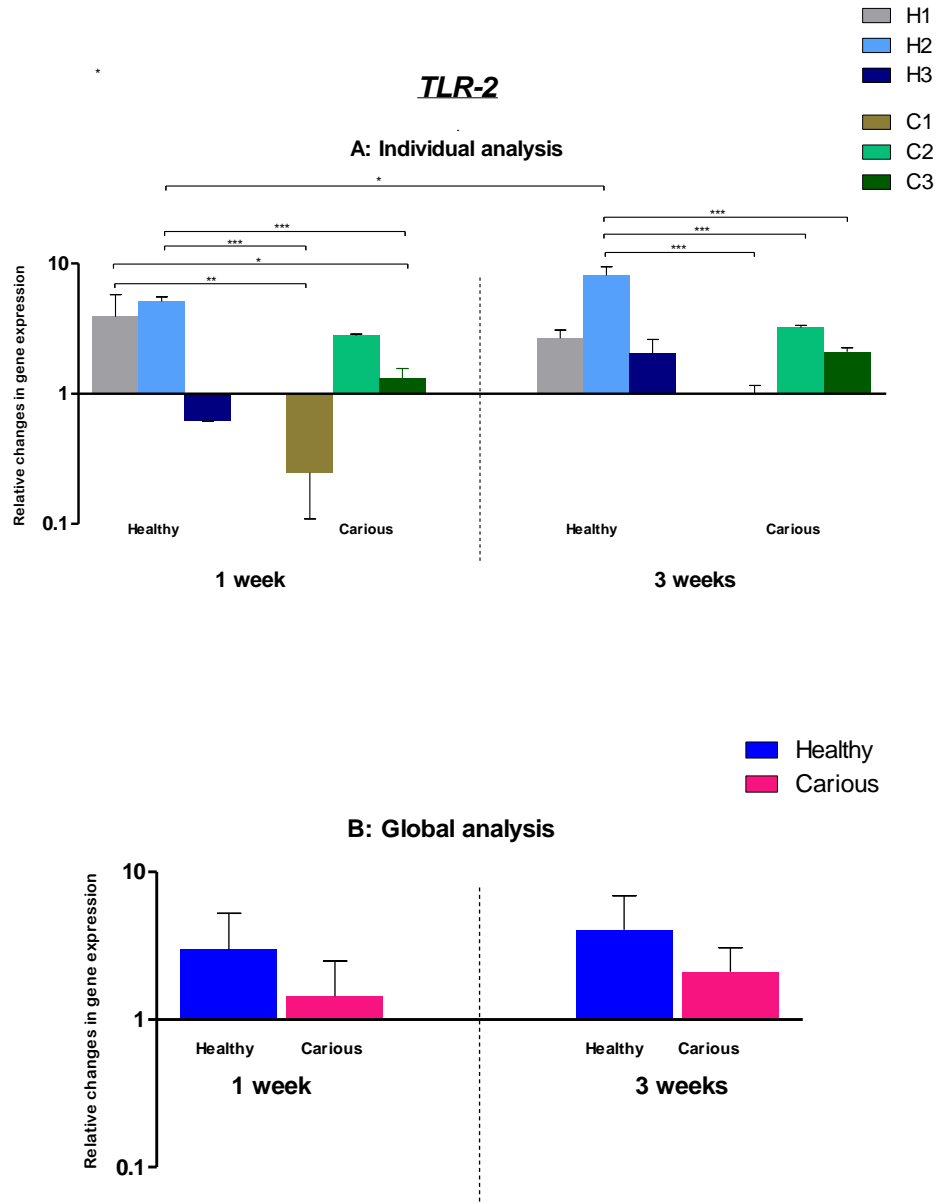 H1
H2
H3
C1
C2
C3
*
TLR-2
A: Individual analysis
*
***
***
*
**
***
***
***
Relative changes in gene expression
10
1
0.1
Healthy
Carious
Healthy
Carious
1 week
3 weeks
Healthy
Carious
B: Global analysis
Relative changes in gene expression
10
1
0.1
Healthy
Carious
Healthy
Carious
1 week
3 weeks